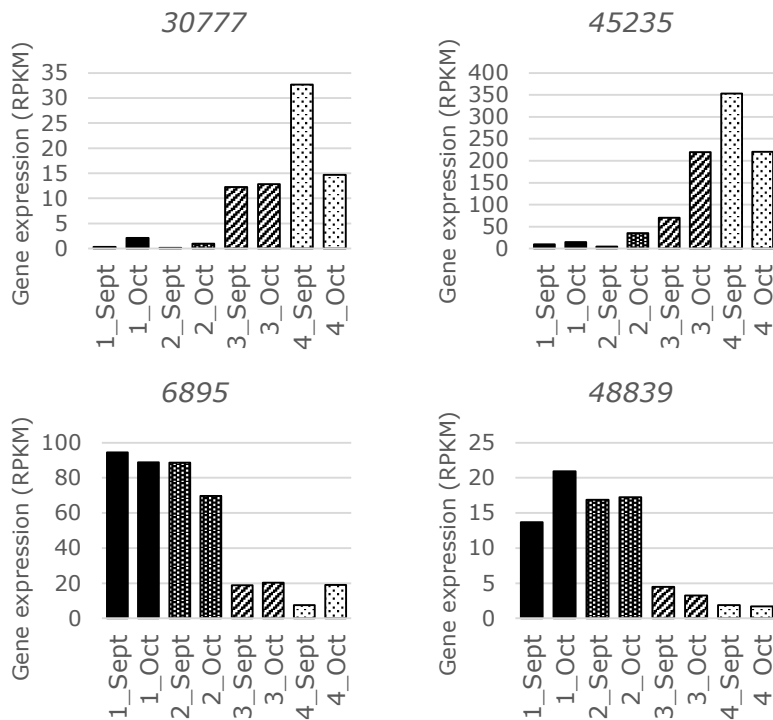 30777
Gene expression (RPKM)
35
30
25
20
15
10
5
0
1_Sept
1_Oct
2_Sept
2_Oct
3_Sept
3_Oct
4_Sept
4_Oct
45235
Gene expression (RPKM)
400
350
300
250
200
150
100
50
0
1_Sept
1_Oct
2_Sept
2_Oct
3_Sept
3_Oct
4_Sept
4_Oct
6895
Gene expression (RPKM)
100
80
60
40
20
0
1_Sept
1_Oct
2_Sept
2_Oct
3_Sept
3_Oct
4_Sept
4_Oct
48839
Gene expression (RPKM)
25
20
15
10
5
0
1_Sept
1_Oct
2_Sept
2_Oct
3_Sept
3_Oct
4_Sept
4_Oct